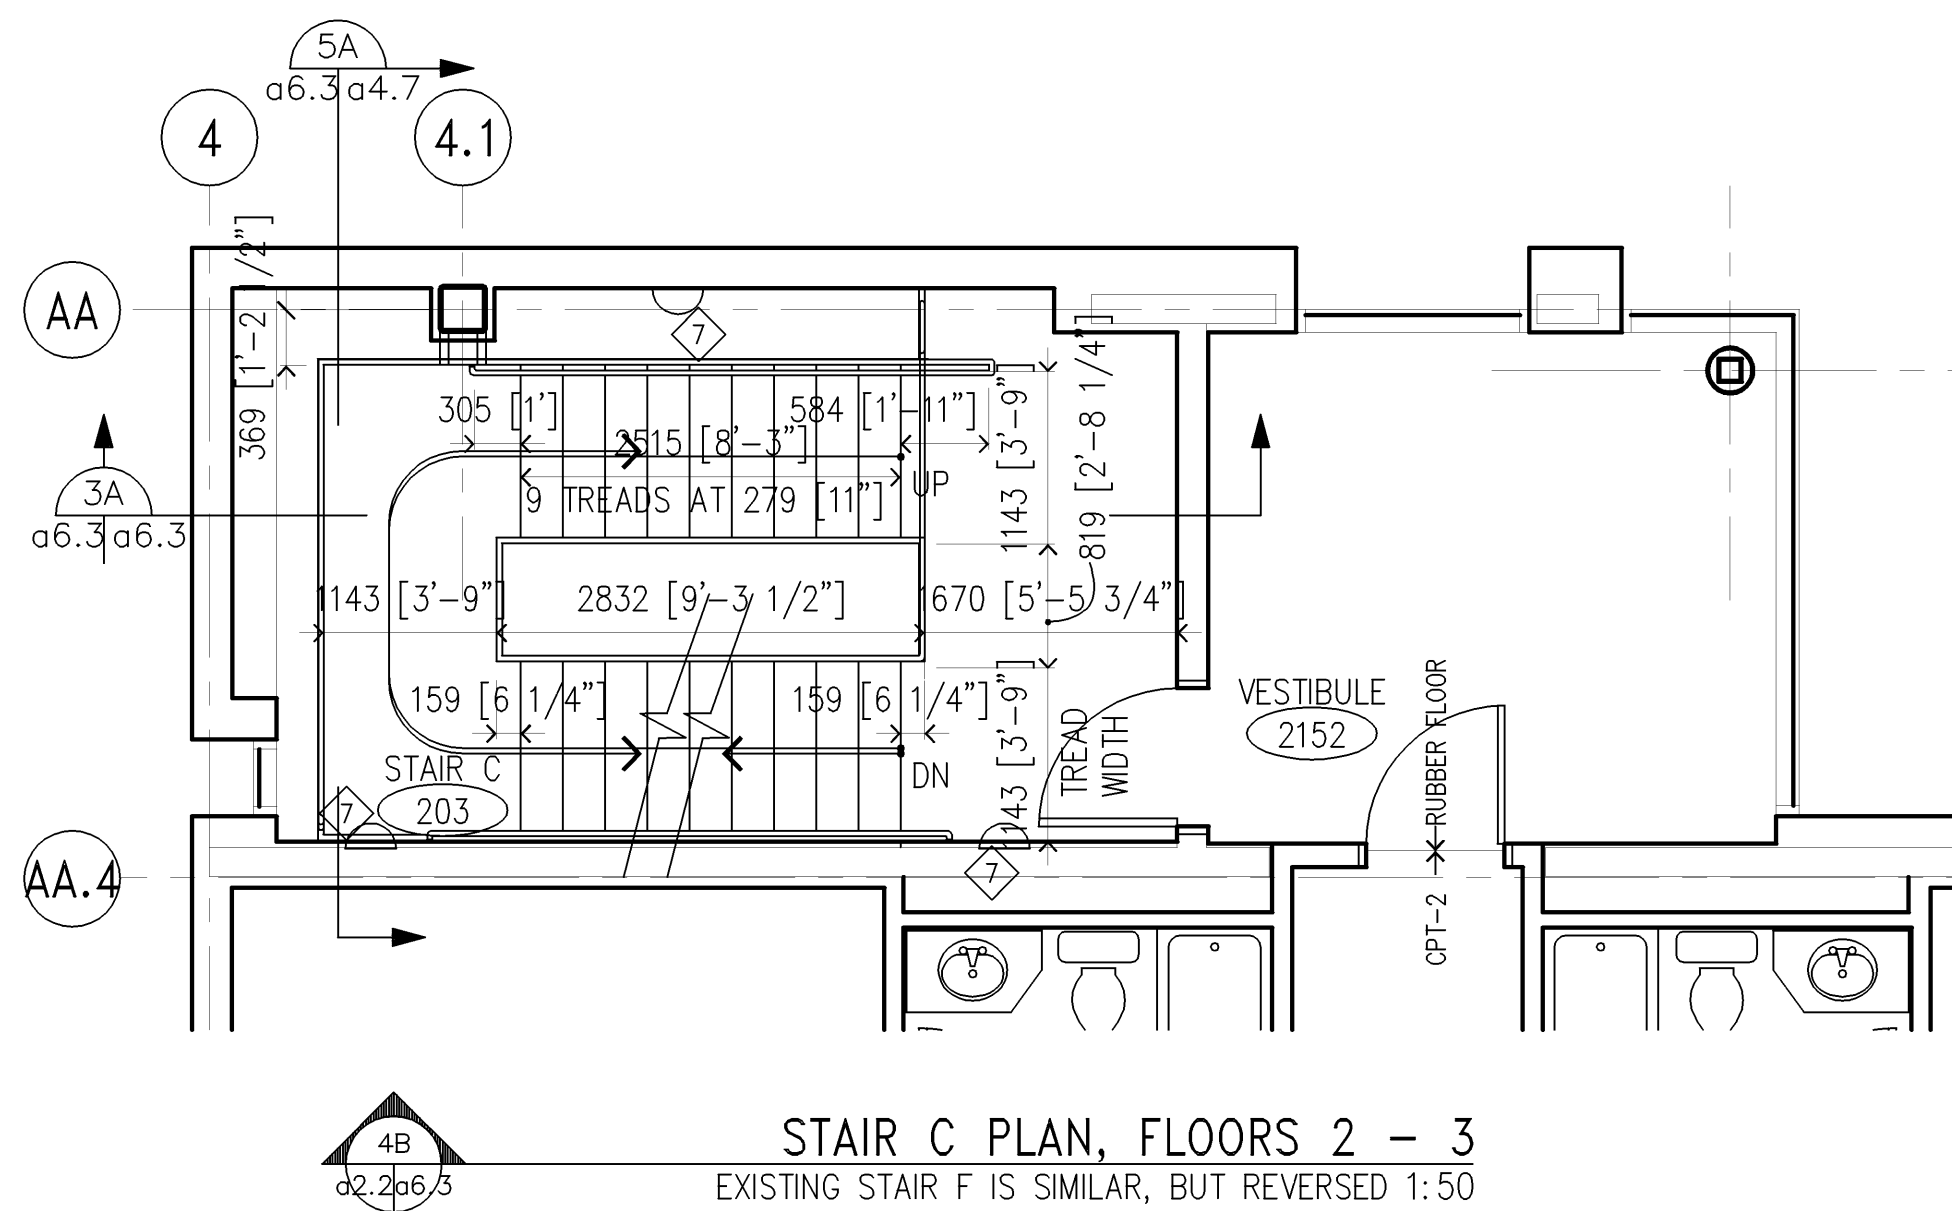 5A
a6.3 a4.7
4
4.1
AA
369 [1'-2 1/2"]
7
305 [1']
584 [1'-11"]
2515 [8'-3"]
UP
9 TREADS AT 279 [11"]
1143 [3'-9"]
819 [2'-8 1/4"]
3A
a6.3 a6.3
1143 [3'-9"]
2832 [9'-3 1/2"]
1670 [5'-5 3/4"]
159 [6 1/4"]
159 [6 1/4"]
1143 [3'-9"]
TREAD
WIDTH
VESTIBULE
2152
RUBBER FLOOR
CPT-2
STAIR C
203
DN
7
7
AA.4
4B
a2.2 a6.3
STAIR C PLAN, FLOORS 2 - 3
EXISTING STAIR F IS SIMILAR, BUT REVERSED 1:50